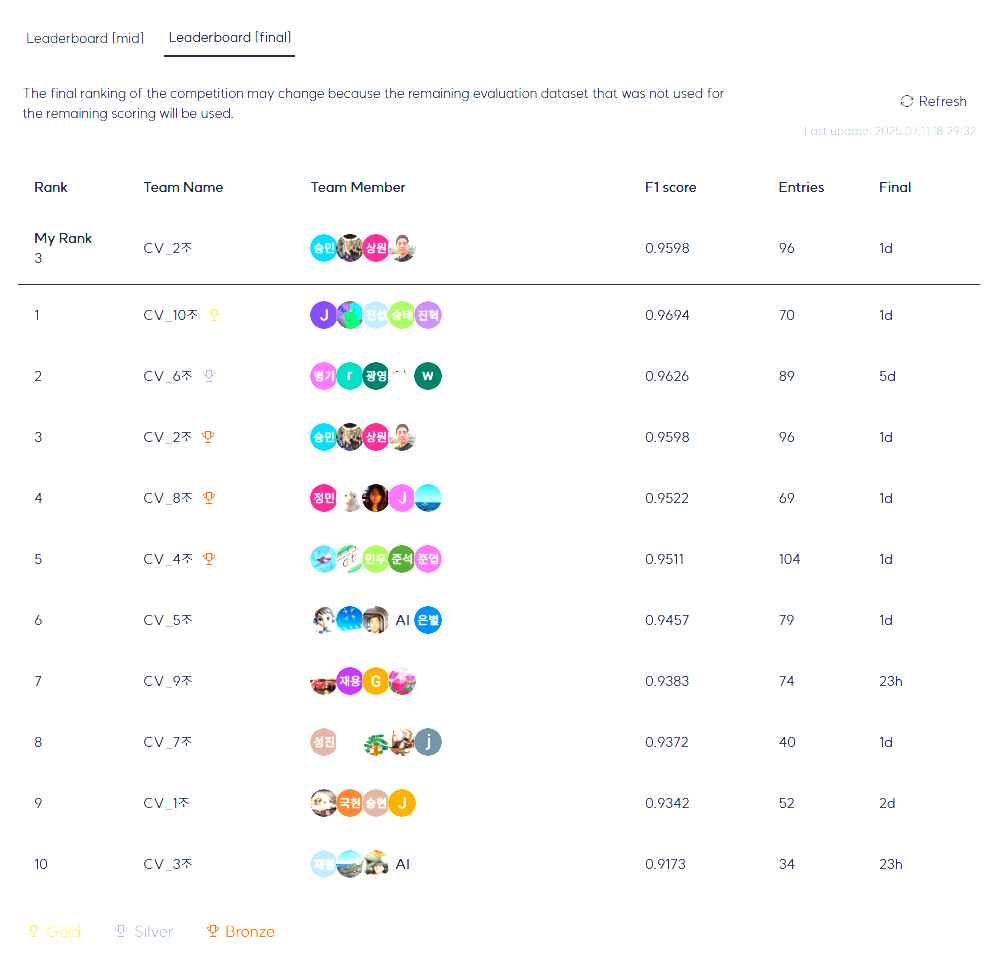 Leaderboard [mid] Leaderboard [final]
The final ranking of the competition may change because the remaining evaluation dataset that was not used for
the remaining scoring will be used.
Refresh
Last update: 2025.07.11 18:29:32
Rank Team Name Team Member F1 score Entries Final
My Rank
3 CV_2조 승민 상원 0.9598 96 1d
1 CV_10조 J 승태 진혁 0.9694 70 1d
2 CV_6조 병기 r 광영 w 0.9626 89 5d
3 CV_2조 승민 상원 0.9598 96 1d
4 CV_8조 정민 J 0.9522 69 1d
5 CV_4조 민우 준석 준엽 0.9511 104 1d
6 CV_5조 AI 은별 0.9457 79 1d
7 CV_9조 재용 G 0.9383 74 23h
8 CV_7조 성진 j 0.9372 40 1d
9 CV_1조 국현 승현 J 0.9342 52 2d
10 CV_3조 AI 0.9173 34 23h
Gold Silver Bronze